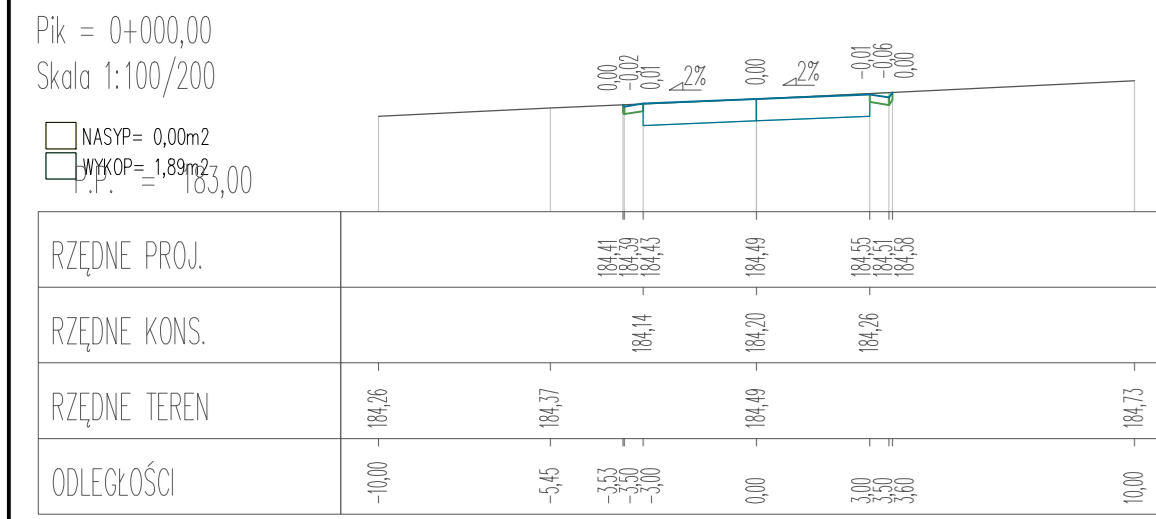 Pik = 0+000,00
Skala 1:100/200
0,00 -0,02 0,01 2% 0,00 2% -0,01 -0,06 0,00
NASYP= 0,00m2
WYKOP= 1,89m2
P.P. = 183,00
RZĘDNE PROJ. 184,41 184,39 184,43 184,49 184,55 184,51 184,58
RZĘDNE KONS. 184,14 184,20 184,26
RZĘDNE TEREN 184,26 184,37 184,49 184,73
ODLEGŁOŚCI -10,00 -5,45 -3,53 -3,50 -3,00 0,00 3,00 3,50 3,60 10,00